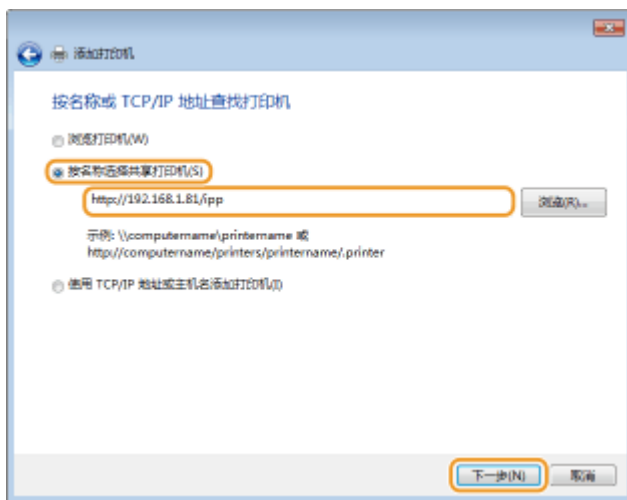 添加打印机
按名称或 TCP/IP 地址查找打印机
浏览打印机(W)
按名称选择共享打印机(S)
http://192.168.1.81/ipp
浏览(R)...
示例: \\computername\printername 或
http://computername/printers/printername/.printer
使用 TCP/IP 地址或主机名添加打印机(I)
下一步(N)
取消